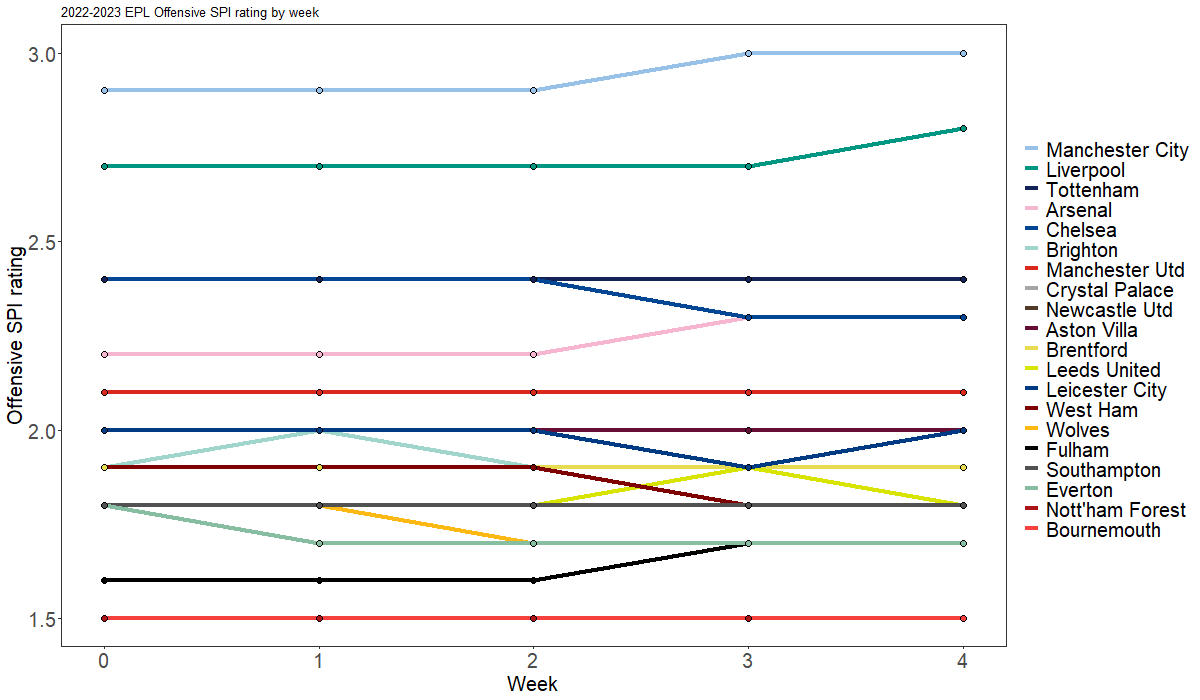 2022-2023 EPL Offensive SPI rating by week
3.0
2.5
2.0
1.5
Offensive SPI rating
0
1
2
3
4
Week
Manchester City
Liverpool
Tottenham
Arsenal
Chelsea
Brighton
Manchester Utd
Crystal Palace
Newcastle Utd
Aston Villa
Brentford
Leeds United
Leicester City
West Ham
Wolves
Fulham
Southampton
Everton
Nott'ham Forest
Bournemouth